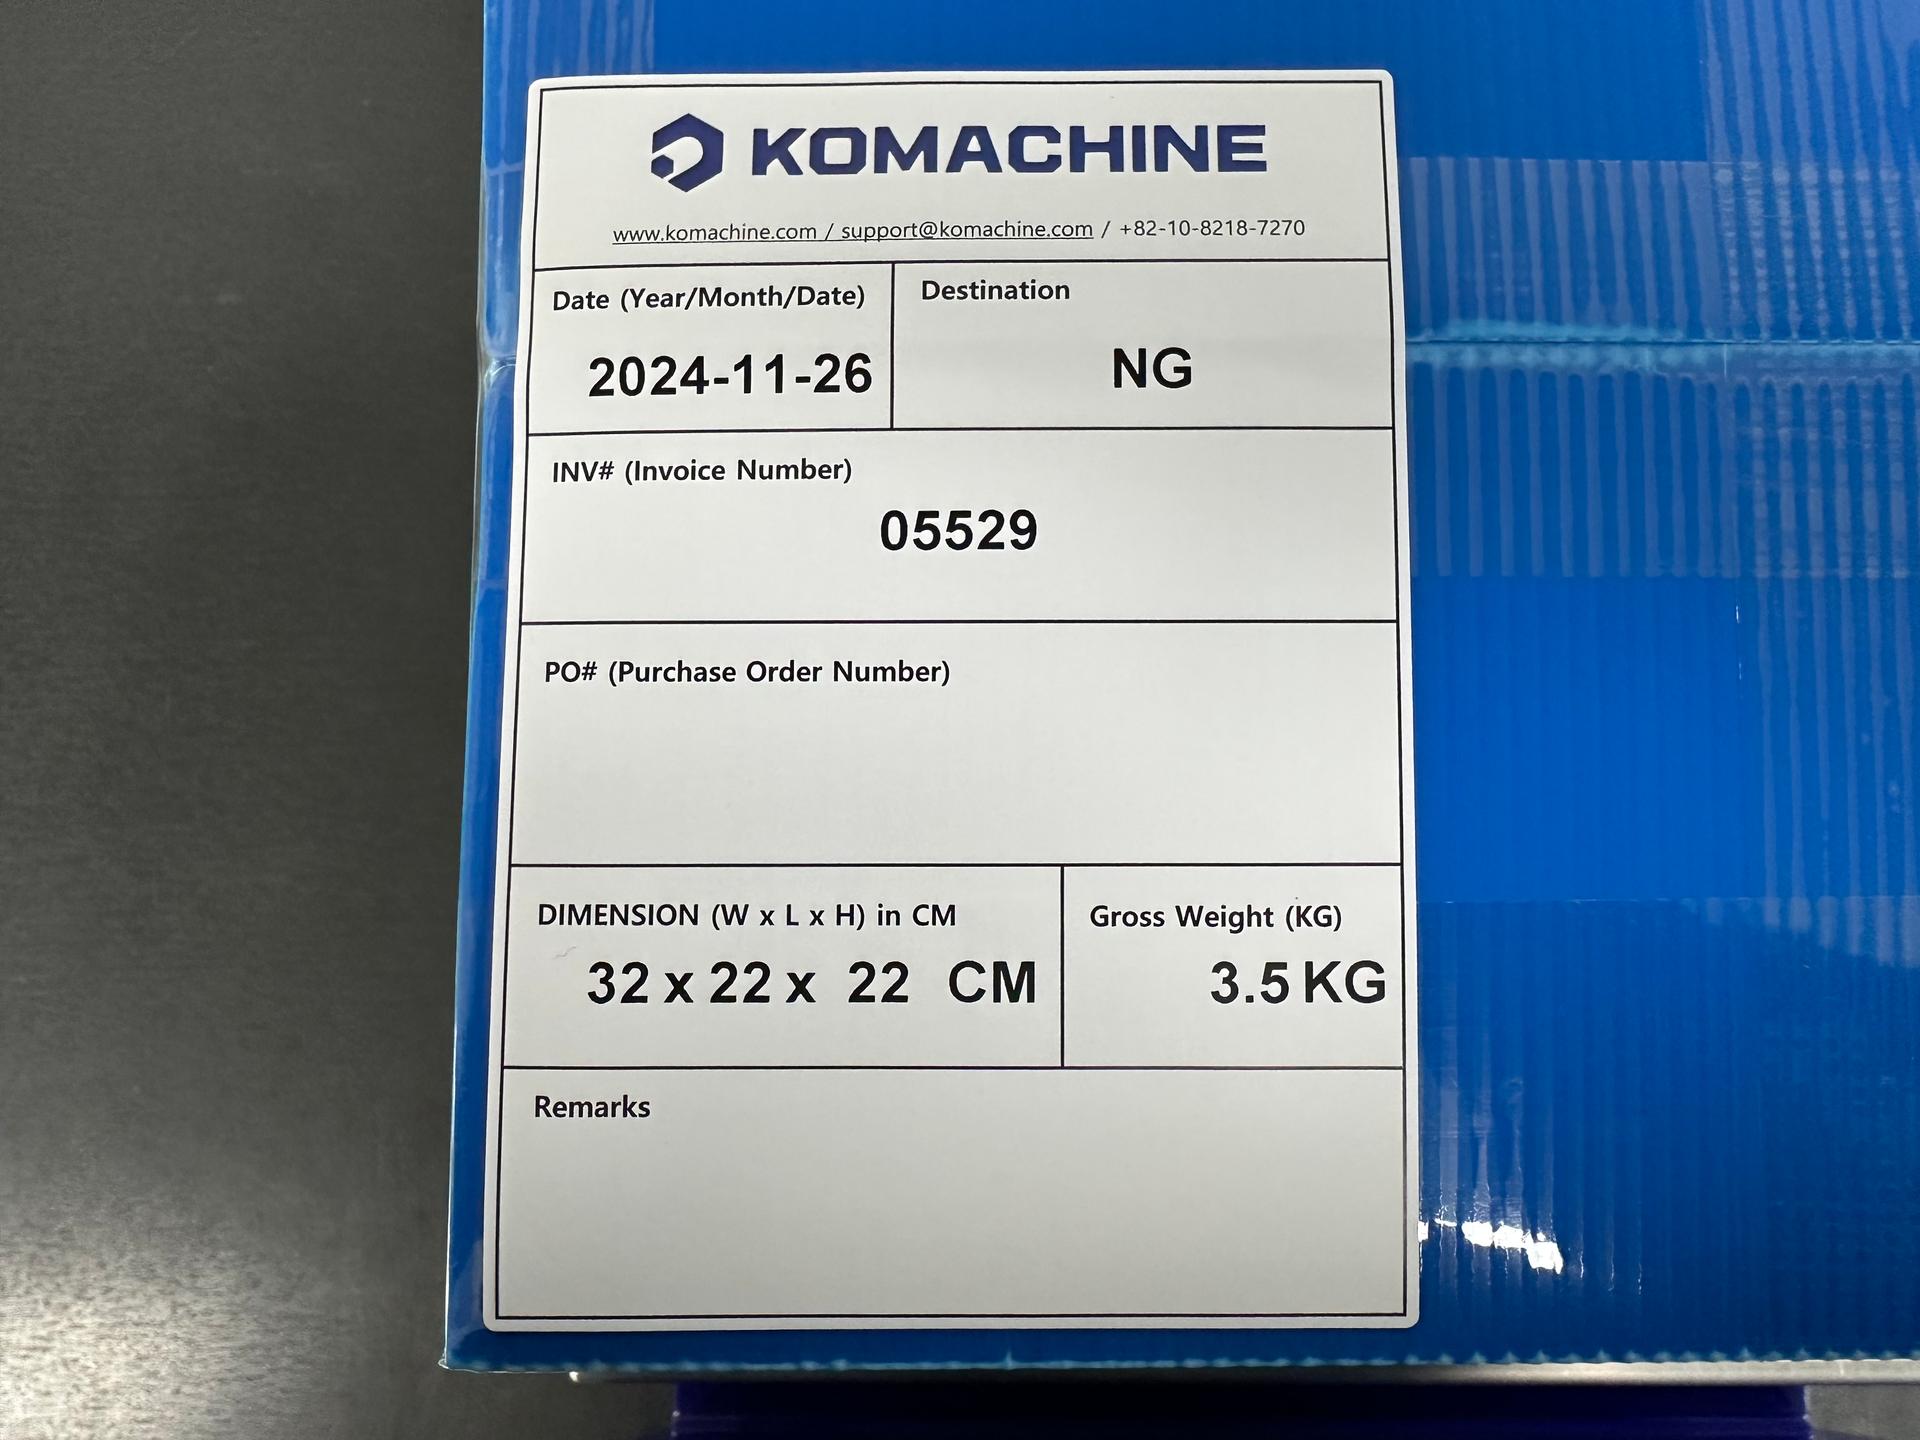 KOMACHINE
www.komachine.com / support@komachine.com / +82-10-8218-7270
Date (Year/Month/Date)
2024-11-26
Destination
NG
INV# (Invoice Number)
05529
PO# (Purchase Order Number)
DIMENSION (W x L x H) in CM
32 x 22 x 22 CM
Gross Weight (KG)
3.5 KG
Remarks